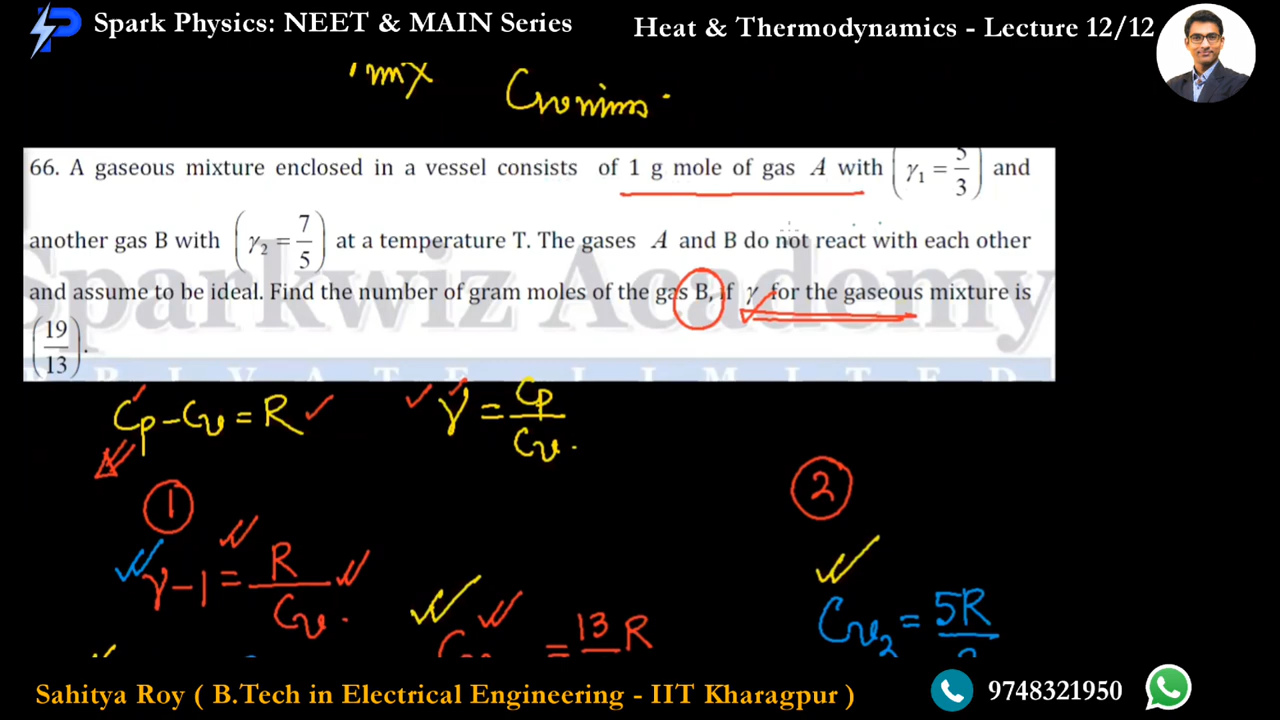 Spark Physics: NEET & MAIN Series
Heat & Thermodynamics - Lecture 12/12
mix
66. A gaseous mixture enclosed in a vessel consists of 1 g mole of gas A with (γ₁ = 5/3) and
another gas B with (γ₂ = 7/5) at a temperature T. The gases A and B do not react with each other
and assume to be ideal. Find the number of gram moles of the gas B, if γ for the gaseous mixture is
(19/13).
Sparkwiz Academy
PRIVATE LIMITED
Cp - Cv = R
γ = Cp/Cv.
1
2
γ - 1 = R/Cv.
= 13 R
Cv₂ = 5R
Sahitya Roy ( B.Tech in Electrical Engineering - IIT Kharagpur )
9748321950